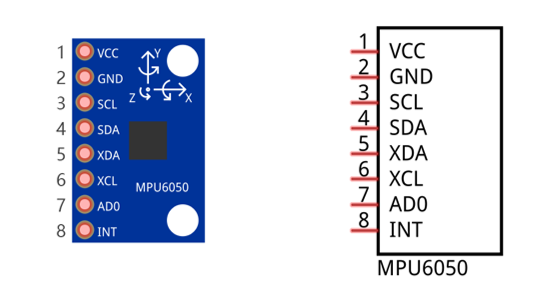 1 VCC
2 GND
3 SCL
4 SDA
5 XDA
6 XCL
7 AD0
8 INT
Y
Z X
MPU6050
1 VCC
2 GND
3 SCL
4 SDA
5 XDA
6 XCL
7 AD0
8 INT
MPU6050